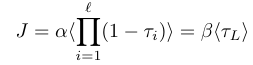 $J = \alpha \langle \prod_{i=1}^{\ell} (1 - \tau_i) \rangle = \beta \langle \tau_L \rangle$